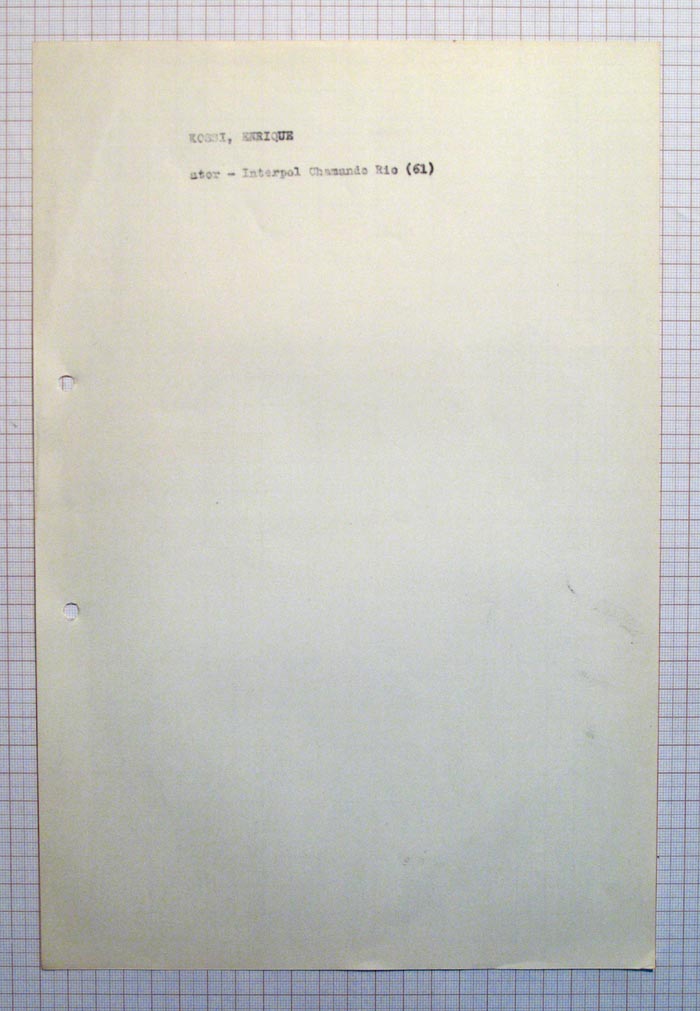 KOSSI, ENRIQUE
ator - Interpol Chamando Rio (61)